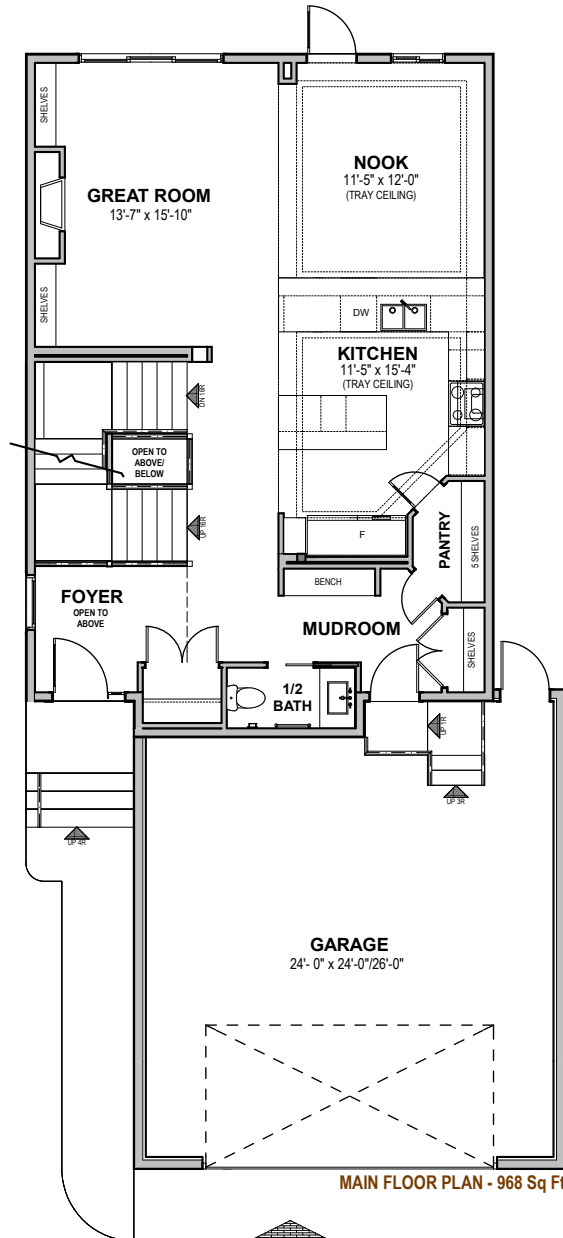 SHELVES
NOOK
11'-5" x 12'-0"
(TRAY CEILING)
GREAT ROOM
13'-7" x 15'-10"
SHELVES
DW
KITCHEN
11'-5" x 15'-4"
(TRAY CEILING)
DN 16R
OPEN TO
ABOVE/
BELOW
UP 16R
F
PANTRY
5 SHELVES
BENCH
FOYER
OPEN TO
ABOVE
MUDROOM
SHELVES
1/2
BATH
UP 1R
UP 3R
UP 4R
GARAGE
24'- 0" x 24'-0"/26'-0"
MAIN FLOOR PLAN - 968 Sq Ft